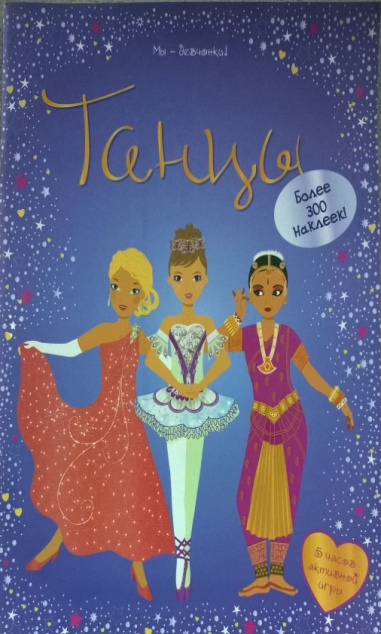 Мы – девчонки!
Танцы
Более
300
наклеек!
5 часов
активной
игры